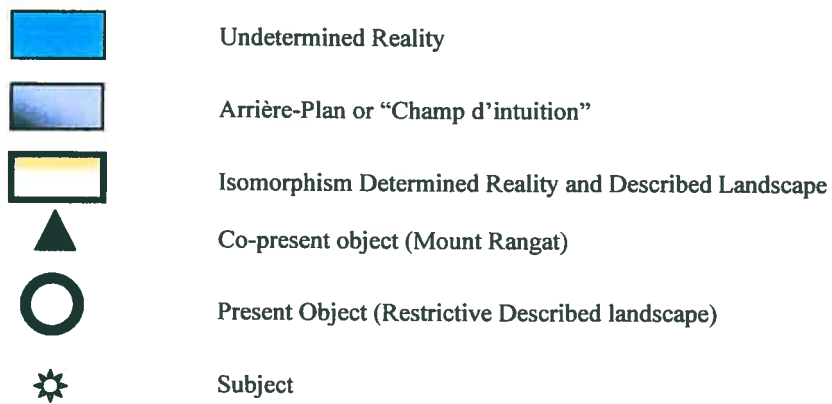 Undetermined Reality
Arrière-Plan or “Champ d’intuition”
Isomorphism Determined Reality and Described Landscape
Co-present object (Mount Rangat)
Present Object (Restrictive Described landscape)
Subject